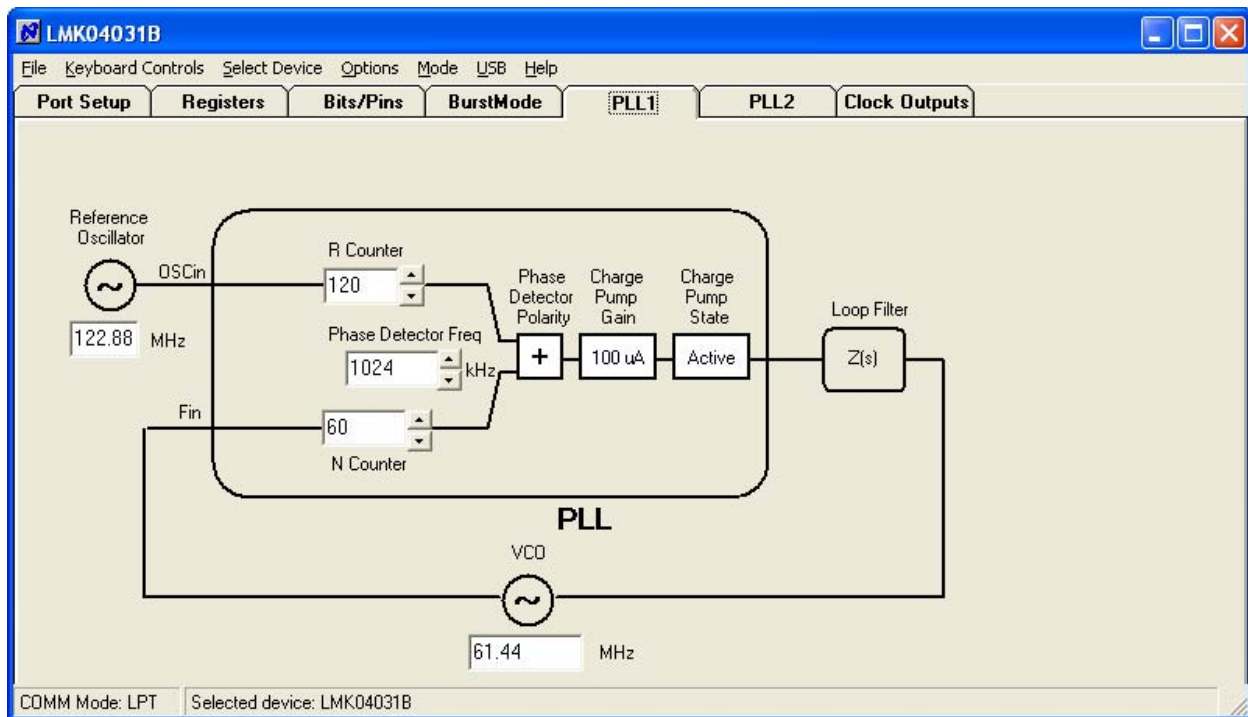 LMK04031B
File Keyboard Controls Select Device Options Mode USB Help
Port Setup Registers Bits/Pins BurstMode PLL1 PLL2 Clock Outputs
Reference
Oscillator
OSCin
122.88 MHz
R Counter
120
Phase Detector Freq
1024 kHz
Fin
60
N Counter
Phase
Detector
Polarity
+
Charge
Pump
Gain
100 uA
Charge
Pump
State
Active
Loop Filter
Z(s)
PLL
VCO
61.44 MHz
COMM Mode: LPT Selected device: LMK04031B